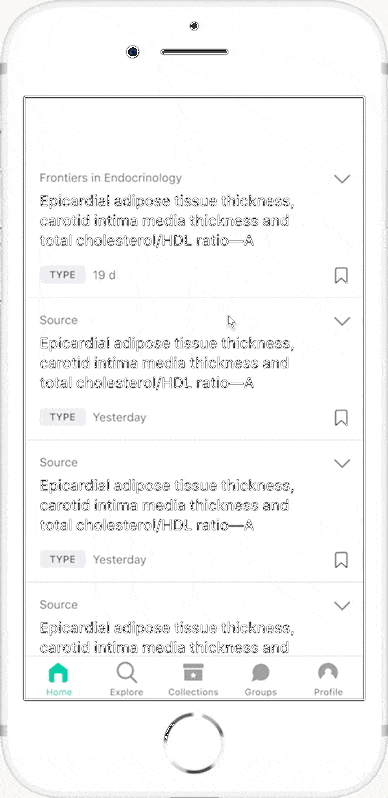 Frontiers in Endocrinology
Epicardial adipose tissue thickness,
carotid intima media thickness and
total cholesterol/HDL ratio—A
TYPE 19 d
Source
Epicardial adipose tissue thickness,
carotid intima media thickness and
total cholesterol/HDL ratio—A
TYPE Yesterday
Source
Epicardial adipose tissue thickness,
carotid intima media thickness and
total cholesterol/HDL ratio—A
TYPE Yesterday
Source
Epicardial adipose tissue thickness,
carotid intima media thickness and
Home Explore Collections Groups Profile